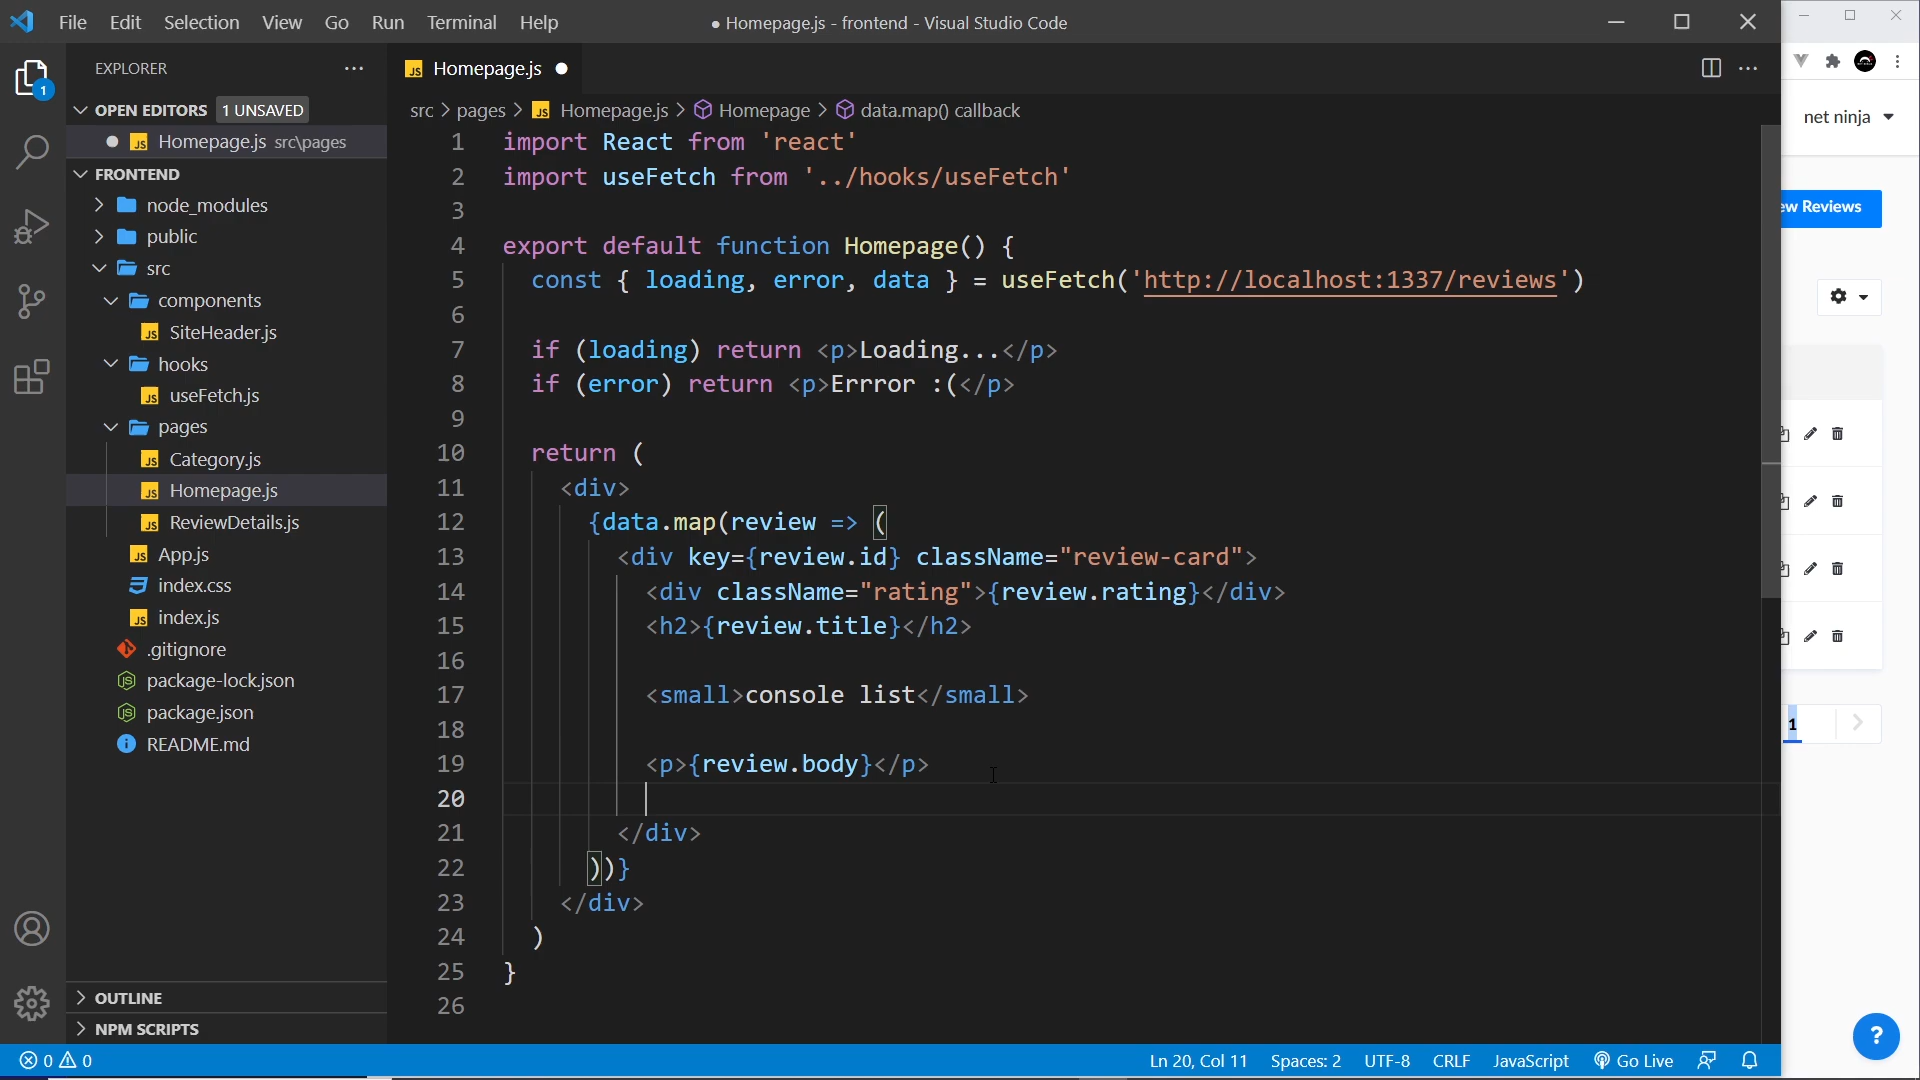 File Edit Selection View Go Run Terminal Help
● Homepage.js - frontend - Visual Studio Code
EXPLORER
OPEN EDITORS 1 UNSAVED
Homepage.js src\pages
FRONTEND
node_modules
public
src
components
SiteHeader.js
hooks
useFetch.js
pages
Category.js
Homepage.js
ReviewDetails.js
App.js
index.css
index.js
.gitignore
package-lock.json
package.json
README.md
OUTLINE
NPM SCRIPTS
1
Homepage.js
src > pages > Homepage.js > Homepage > data.map() callback
1 import React from 'react'
2 import useFetch from '../hooks/useFetch'
3
4 export default function Homepage() {
5 const { loading, error, data } = useFetch('http://localhost:1337/reviews')
6
7 if (loading) return <p>Loading...</p>
8 if (error) return <p>Errror :(</p>
9
10 return (
11 <div>
12 {data.map(review => (
13 <div key={review.id} className="review-card">
14 <div className="rating">{review.rating}</div>
15 <h2>{review.title}</h2>
16
17 <small>console list</small>
18
19 <p>{review.body}</p>
20
21 </div>
22 ))}
23 </div>
24 )
25 }
26
0 0
Ln 20, Col 11 Spaces: 2 UTF-8 CRLF JavaScript Go Live
net ninja
ew Reviews
1
?